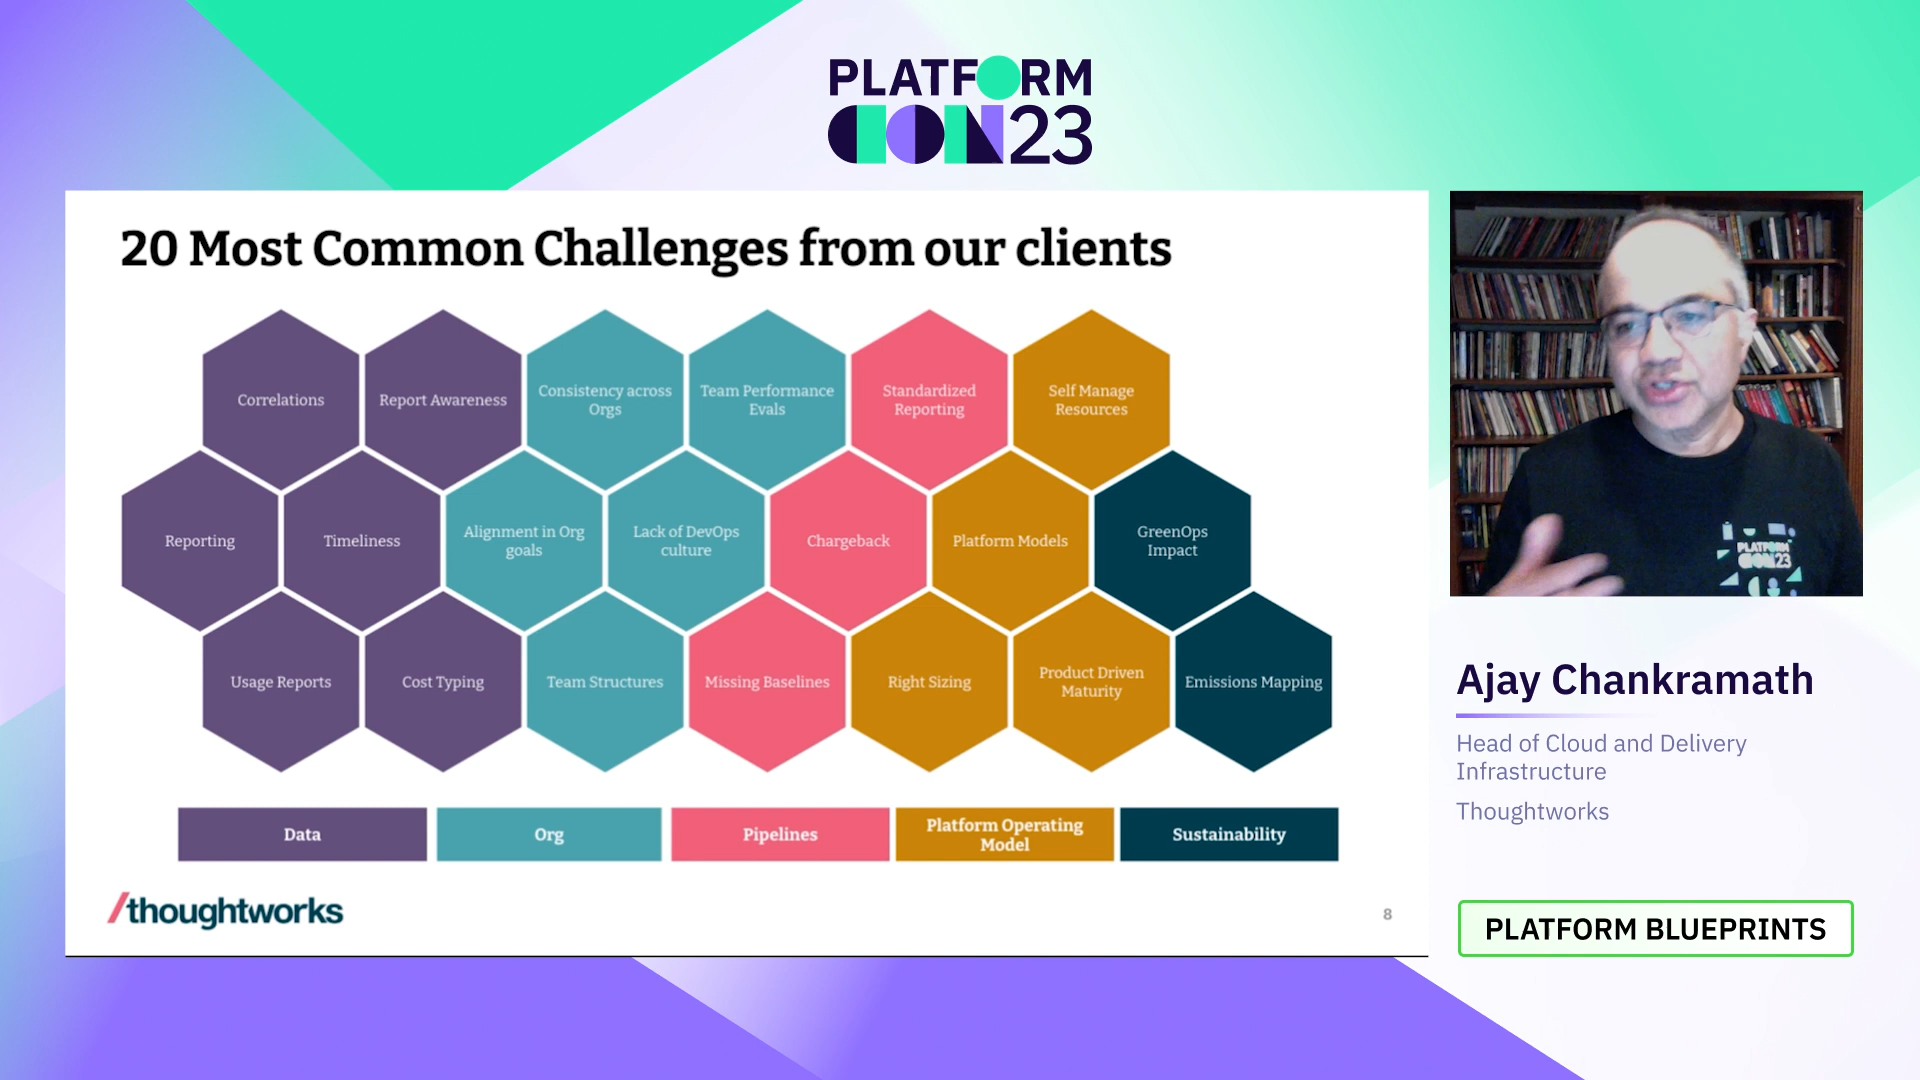 PLATFORM
CON23
20 Most Common Challenges from our clients
Correlations
Report Awareness
Consistency across
Orgs
Team Performance
Evals
Standardized
Reporting
Self Manage
Resources
Reporting
Timeliness
Alignment in Org
goals
Lack of DevOps
culture
Chargeback
Platform Models
GreenOps
Impact
Usage Reports
Cost Typing
Team Structures
Missing Baselines
Right Sizing
Product Driven
Maturity
Emissions Mapping
Data
Org
Pipelines
Platform Operating
Model
Sustainability
/thoughtworks
8
PLATFORM
CON23
Ajay Chankramath
Head of Cloud and Delivery
Infrastructure
Thoughtworks
PLATFORM BLUEPRINTS